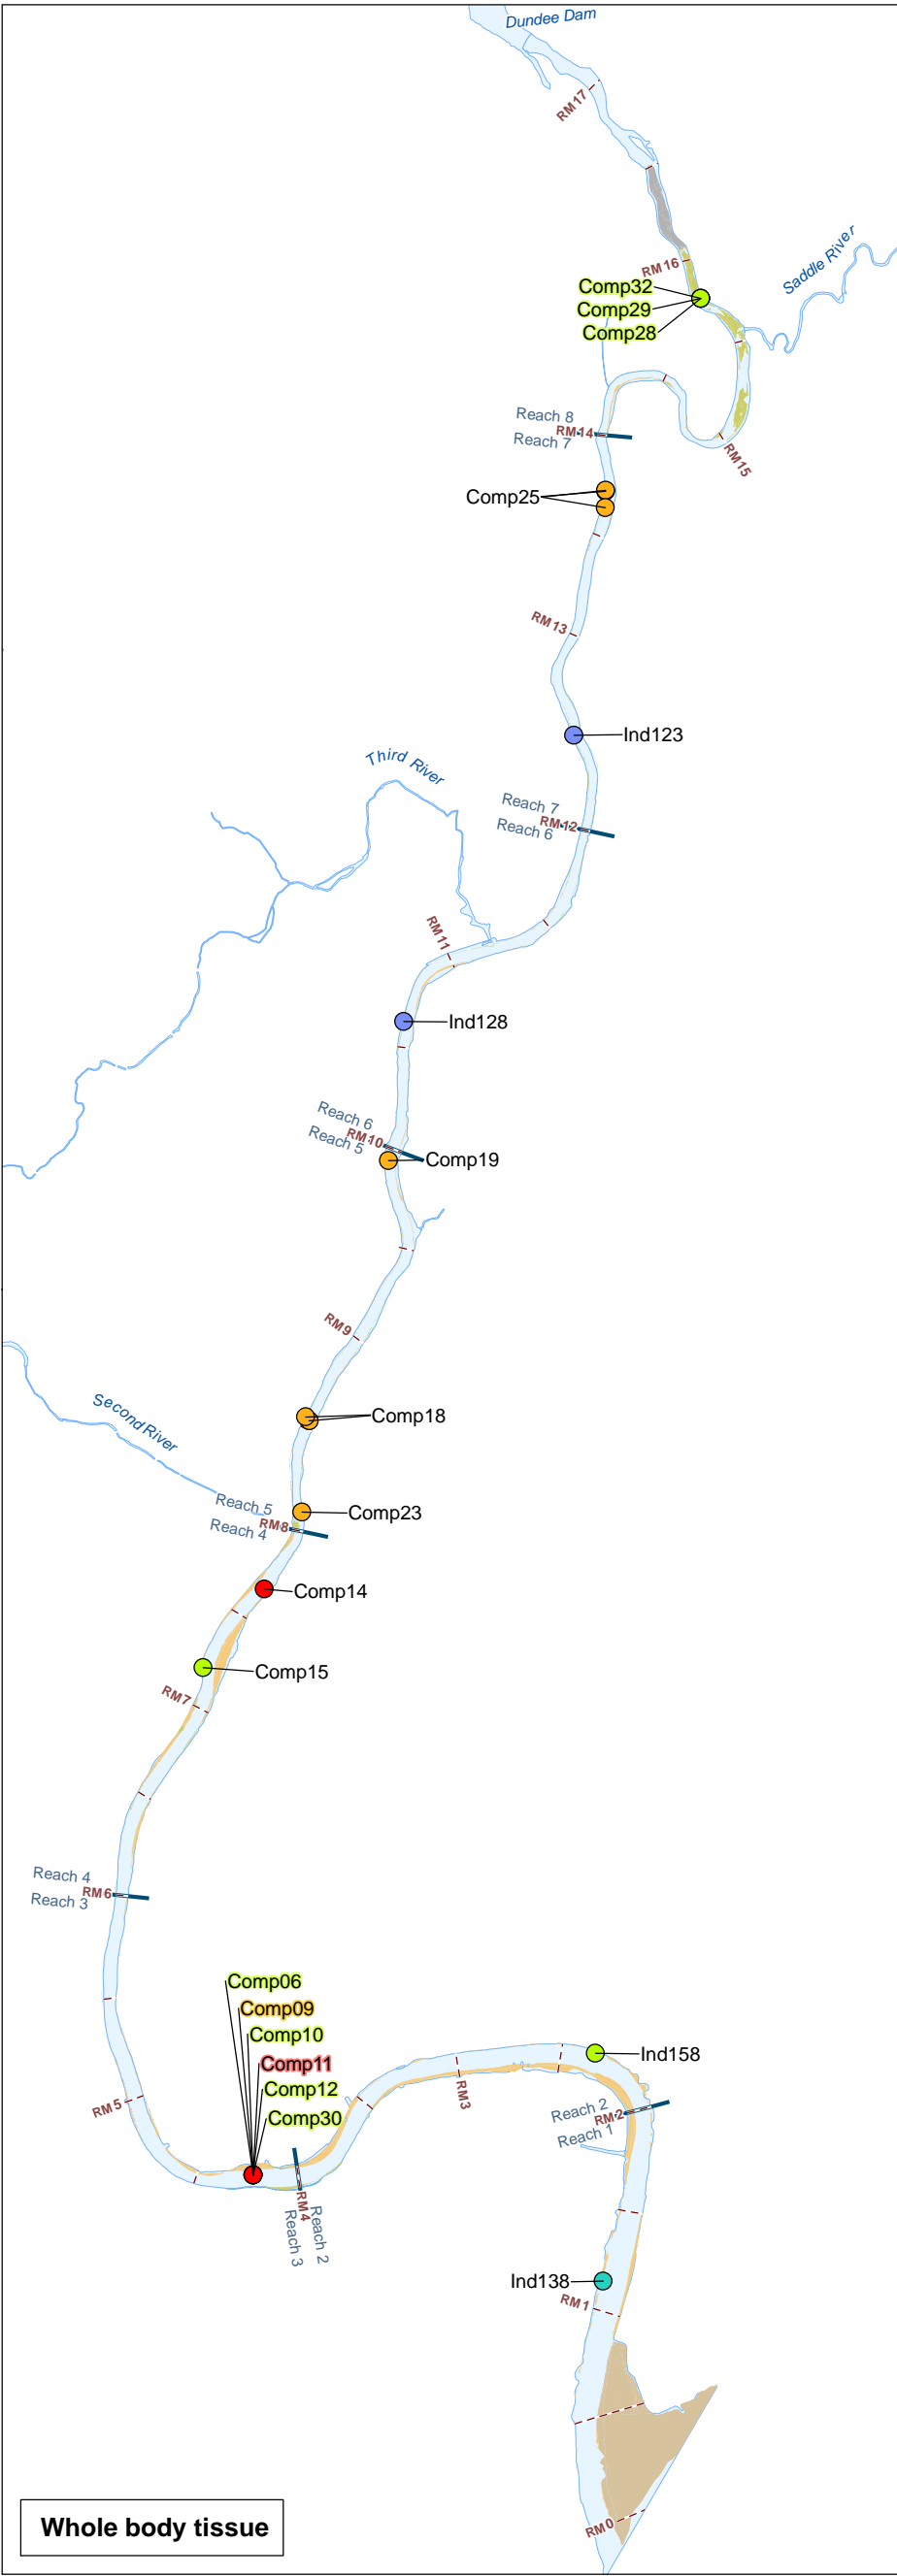 Dundee Dam
RM17
Saddle River
RM16
Comp32
Comp29
Comp28
Reach 8
RM14
Reach 7
RM15
Comp25
RM13
Ind123
Third River
Reach 7
RM12
Reach 6
RM11
Ind128
Reach 6
RM10
Reach 5
Comp19
RM9
Second River
Comp18
Reach 5
RM8
Reach 4
Comp23
Comp14
Comp15
RM7
Reach 4
RM6
Reach 3
Comp06
Comp09
Comp10
Comp11
Comp12
Comp30
RM5
RM3
Ind158
Reach 2
RM2
Reach 1
RM4
Reach 2
Reach 3
Ind138
RM1
RM0
Whole body tissue